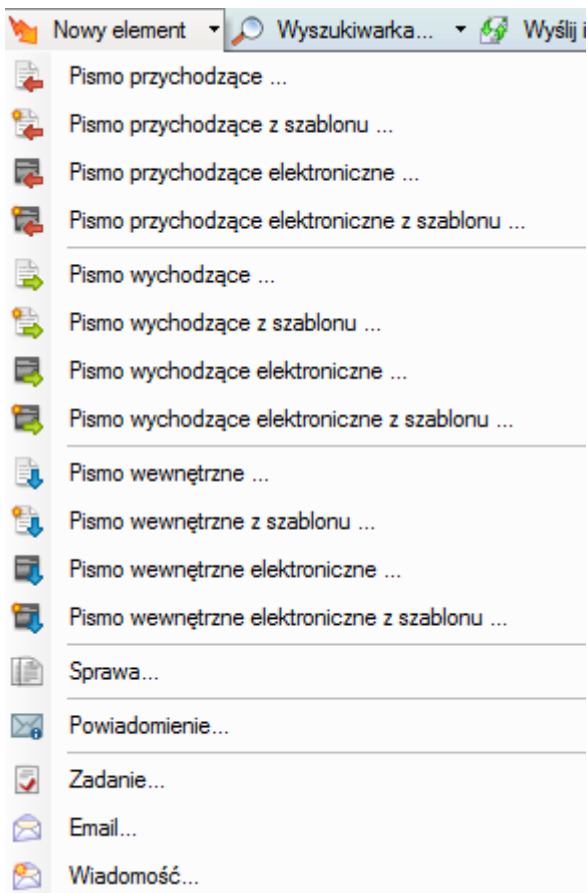 Nowy element Wyszukiwarka... Wyślij i
Pismo przychodzące ...
Pismo przychodzące z szablonu ...
Pismo przychodzące elektroniczne ...
Pismo przychodzące elektroniczne z szablonu ...
Pismo wychodzące ...
Pismo wychodzące z szablonu ...
Pismo wychodzące elektroniczne ...
Pismo wychodzące elektroniczne z szablonu ...
Pismo wewnętrzne ...
Pismo wewnętrzne z szablonu ...
Pismo wewnętrzne elektroniczne ...
Pismo wewnętrzne elektroniczne z szablonu ...
Sprawa...
Powiadomienie...
Zadanie...
Email...
Wiadomość...